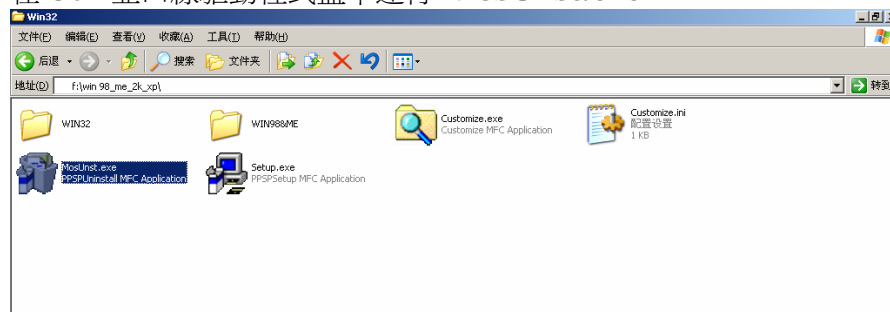 Win32
文件(F) 编辑(E) 查看(V) 收藏(A) 工具(T) 帮助(H)
后退 搜索 文件夹
地址(D) f:\win 98_me_2k_xp\ 转到
WIN32 WIN98&ME Customize.exe Customize.ini
Customize MFC Application 配置设置
1 KB
MosUnst.exe Setup.exe
PPSPUninstall MFC Application PPSPSetup MFC Application